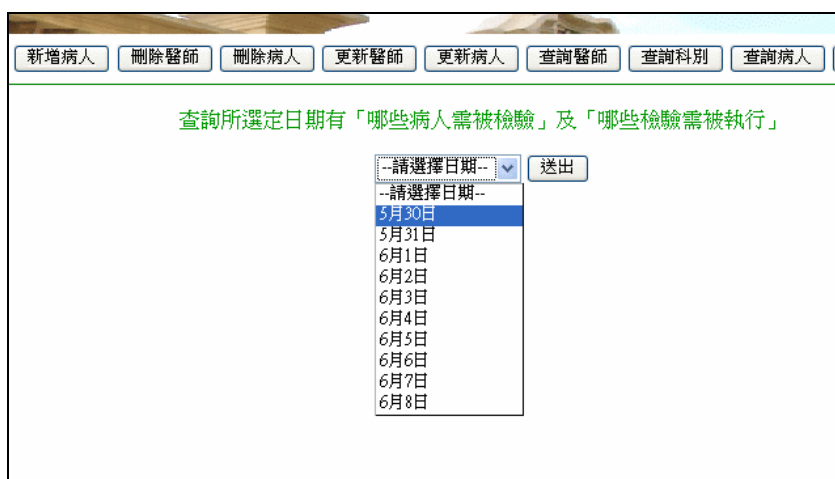 新增病人 刪除醫師 刪除病人 更新醫師 更新病人 查詢醫師 查詢科別 查詢病人
查詢所選定日期有「哪些病人需被檢驗」及「哪些檢驗需被執行」
--請選擇日期-- 送出
--請選擇日期--
5月30日
5月31日
6月1日
6月2日
6月3日
6月4日
6月5日
6月6日
6月7日
6月8日